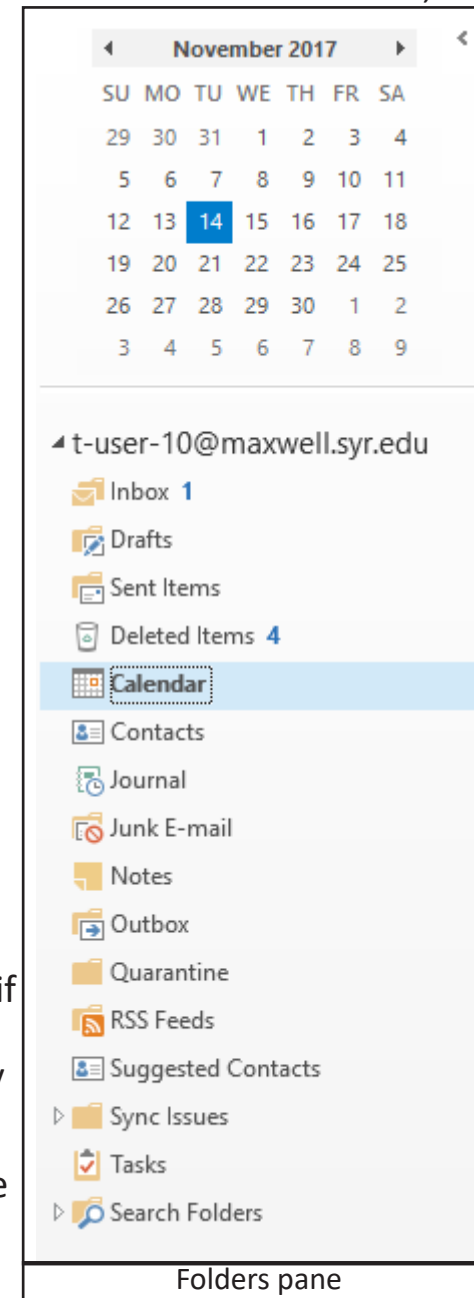 November 2017
SU MO TU WE TH FR SA
29 30 31 1 2 3 4
5 6 7 8 9 10 11
12 13 14 15 16 17 18
19 20 21 22 23 24 25
26 27 28 29 30 1 2
3 4 5 6 7 8 9
t-user-10@maxwell.syr.edu
Inbox 1
Drafts
Sent Items
Deleted Items 4
Calendar
Contacts
Journal
Junk E-mail
Notes
Outbox
Quarantine
if
RSS Feeds
Suggested Contacts
Sync Issues
Tasks
Search Folders
Folders pane